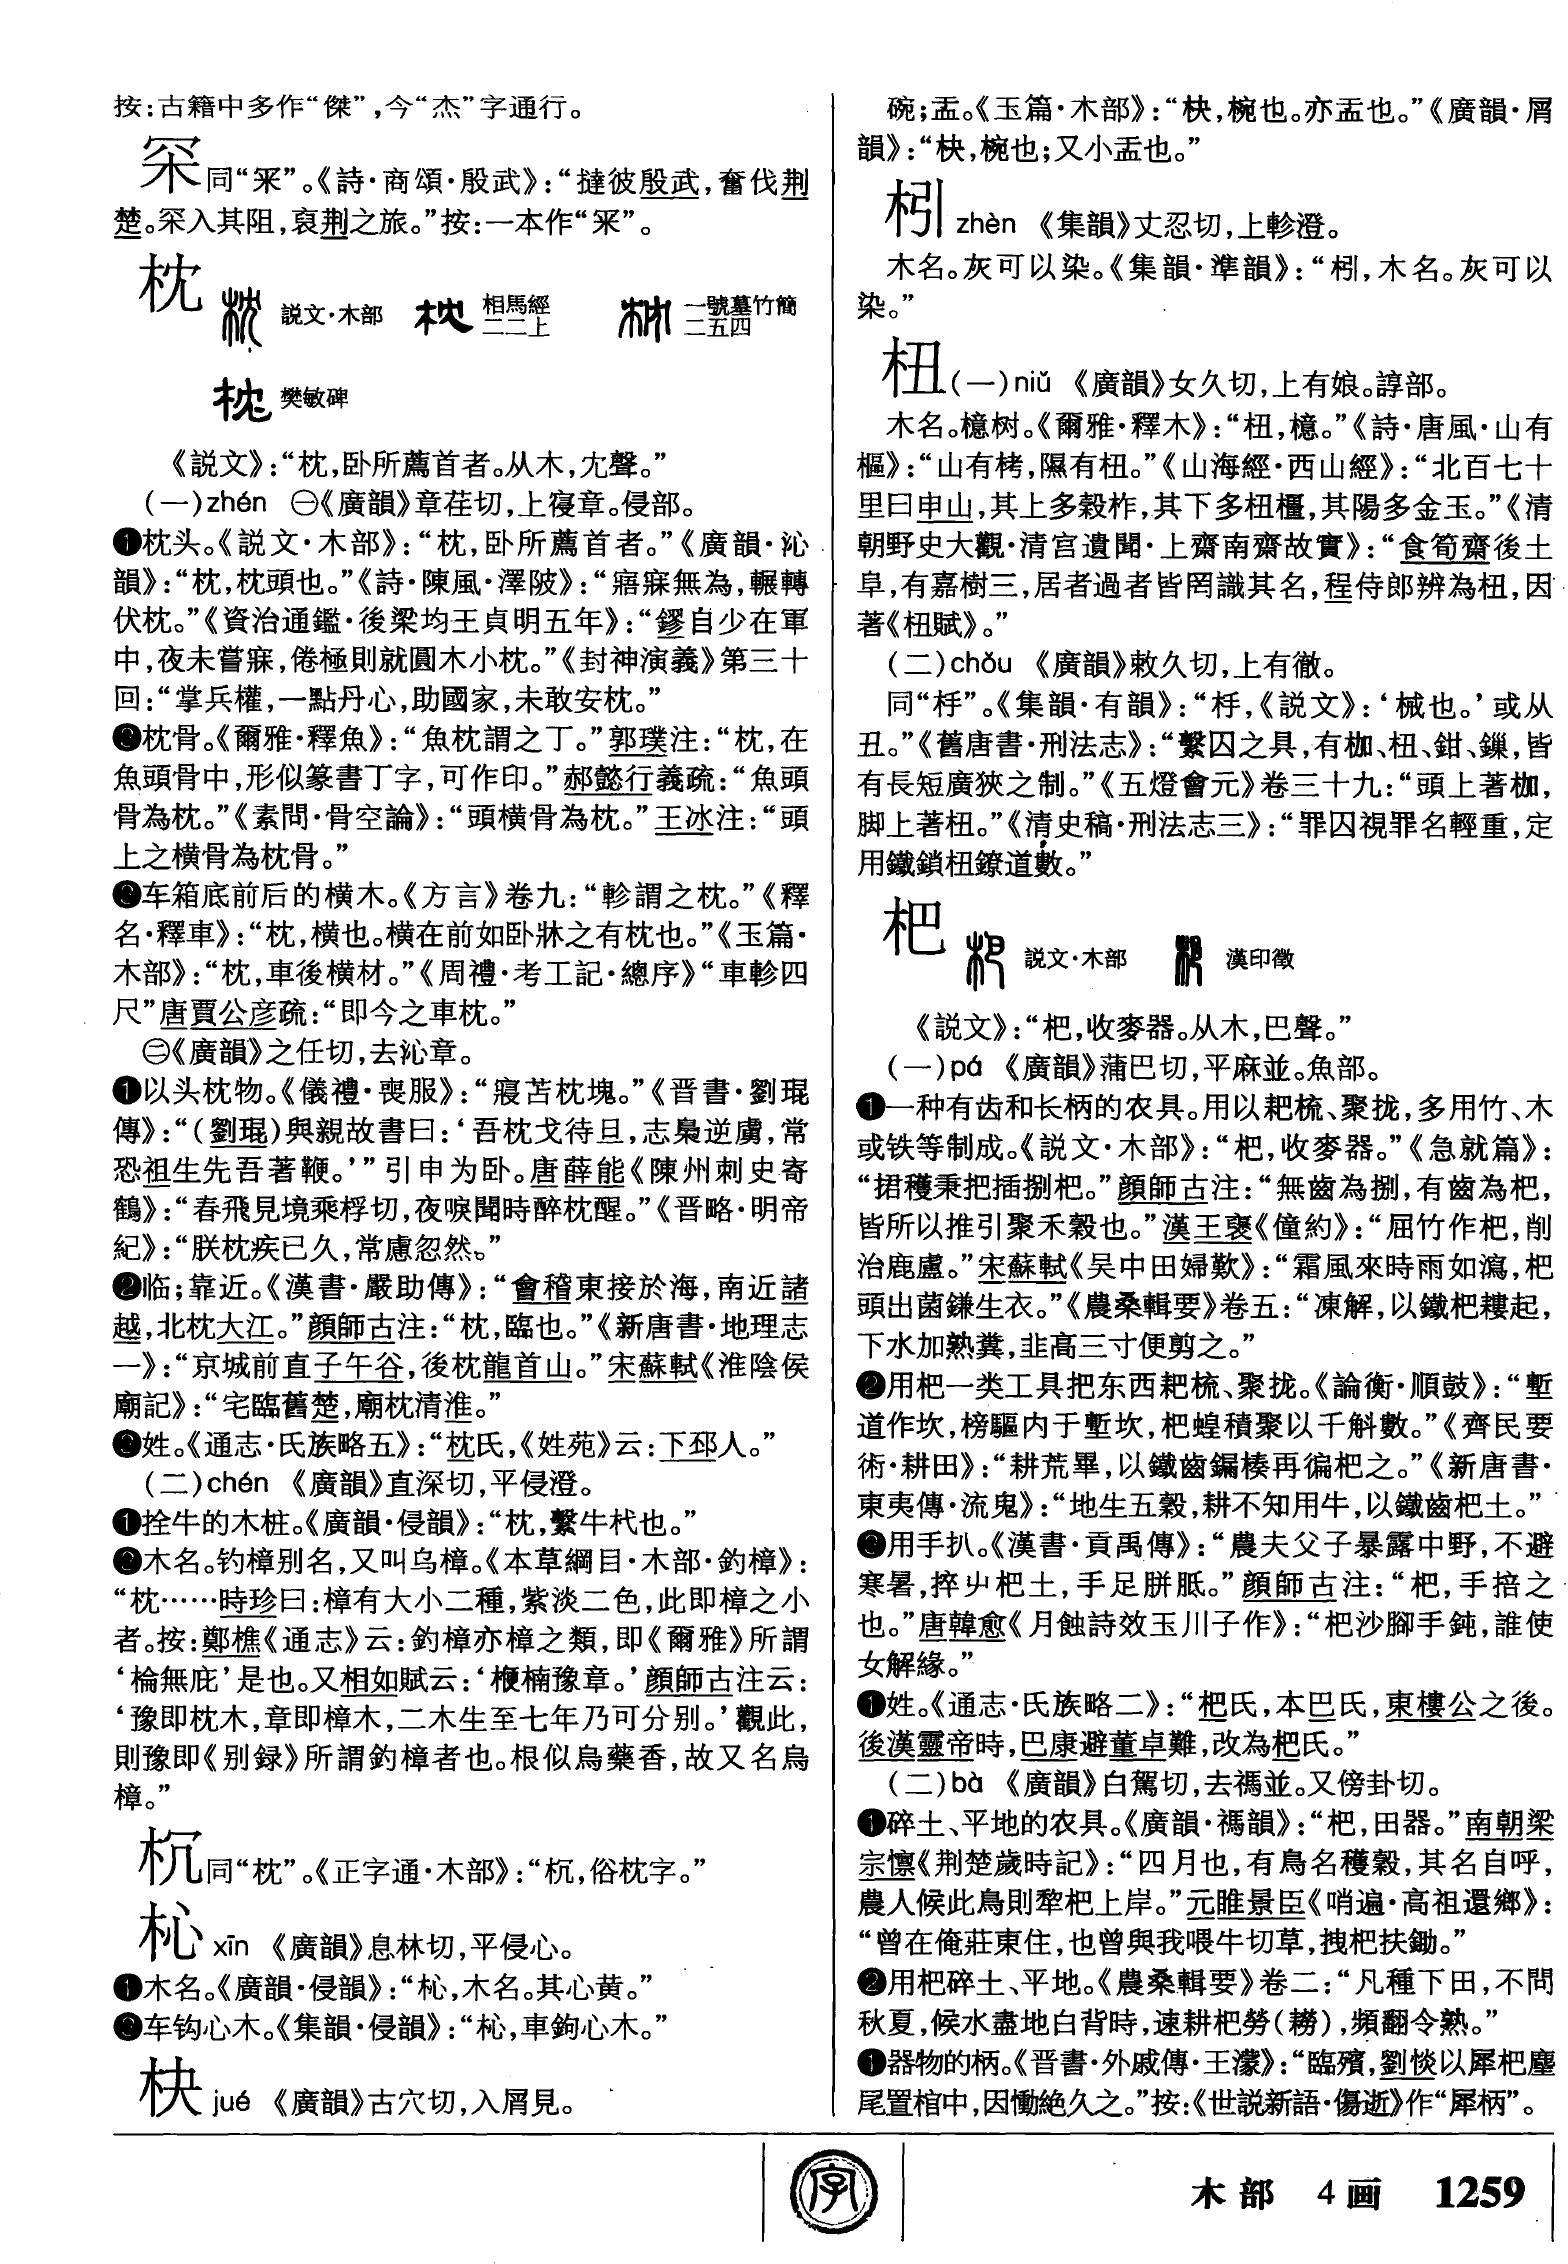 按:古籍中多作“傑”,今“杰”字通行。
罙同“冞”。《詩·商頌·殷武》:“撻彼殷武,奮伐荆
楚。罙入其阻,裒荆之旅。”按:一本作“冞”。
枕 説文·木部 相馬經二二上 一號墓竹簡二五四
樊敏碑
《説文》:“枕,卧所薦首者。从木,冘聲。”
(一)zhěn ㊀《廣韻》章荏切,上寑章。侵部。
❶枕头。《説文·木部》:“枕,卧所薦首者。”《廣韻·沁
韻》:“枕,枕頭也。”《詩·陳風·澤陂》:“寤寐無為,輾轉
伏枕。”《資治通鑑·後梁均王貞明五年》:“鏐自少在軍
中,夜未嘗寐,倦極則就圓木小枕。”《封神演義》第三十
回:“掌兵權,一點丹心,助國家,未敢安枕。”
❷枕骨。《爾雅·釋魚》:“魚枕謂之丁。”郭璞注:“枕,在
魚頭骨中,形似篆書丁字,可作印。”郝懿行義疏:“魚頭
骨為枕。”《素問·骨空論》:“頭横骨為枕。”王冰注:“頭
上之横骨為枕骨。”
❸车箱底前后的横木。《方言》卷九:“軫謂之枕。”《釋
名·釋車》:“枕,横也。横在前如卧牀之有枕也。”《玉篇·
木部》:“枕,車後横材。”《周禮·考工記·總序》“車軫四
尺”唐賈公彦疏:“即今之車枕。”
㊁《廣韻》之任切,去沁章。
❶以头枕物。《儀禮·喪服》:“寢苫枕塊。”《晋書·劉琨
傳》:“(劉琨)與親故書曰:‘吾枕戈待旦,志梟逆虜,常
恐祖生先吾著鞭。’”引申为卧。唐薛能《陳州刺史寄
鶴》:“春飛見境乘桴切,夜唳聞時醉枕醒。”《晋略·明帝
紀》:“朕枕疾已久,常慮忽然。”
❷临;靠近。《漢書·嚴助傳》:“會稽東接於海,南近諸
越,北枕大江。”顔師古注:“枕,臨也。”《新唐書·地理志
一》:“京城前直子午谷,後枕龍首山。”宋蘇軾《淮陰侯
廟記》:“宅臨舊楚,廟枕清淮。”
❸姓。《通志·氏族略五》:“枕氏,《姓苑》云:下邳人。”
(二)chén 《廣韻》直深切,平侵澄。
❶拴牛的木桩。《廣韻·侵韻》:“枕,繫牛杙也。”
❷木名。钓樟别名,又叫乌樟。《本草綱目·木部·釣樟》:
“枕……時珍曰:樟有大小二種,紫淡二色,此即樟之小
者。按:鄭樵《通志》云:釣樟亦樟之類,即《爾雅》所謂
‘棆無庛’是也。又相如賦云:‘楩楠豫章。’顔師古注云:
‘豫即枕木,章即樟木,二木生至七年乃可分别。’觀此,
則豫即《别録》所謂釣樟者也。根似烏藥香,故又名烏
樟。”
㭇同“枕”。《正字通·木部》:“㭇,俗枕字。”
杺xīn 《廣韻》息林切,平侵心。
❶木名。《廣韻·侵韻》:“杺,木名。其心黄。”
❷车钩心木。《集韻·侵韻》:“杺,車鉤心木。”
𣏾jué 《廣韻》古穴切,入屑見。
碗;盂。《玉篇·木部》:“𣏾,椀也。亦盂也。”《廣韻·屑
韻》:“𣏾,椀也;又小盂也。”
𣏖zhèn 《集韻》丈忍切,上軫澄。
木名。灰可以染。《集韻·準韻》:“𣏖,木名。灰可以
染。”
杻(一)niǔ 《廣韻》女久切,上有娘。諄部。
木名。檍树。《爾雅·釋木》:“杻,檍。”《詩·唐風·山有
樞》:“山有栲,隰有杻。”《山海經·西山經》:“北百七十
里曰申山,其上多榖柞,其下多杻橿,其陽多金玉。”《清
朝野史大觀·清宫遺聞·上齋南齋故實》:“食筍齋後土
阜,有嘉樹三,居者過者皆罔識其名,程侍郎辨為杻,因
著《杻賦》。”
(二)chǒu 《廣韻》敕久切,上有徹。
同“杽”。《集韻·有韻》:“杽,《説文》:‘械也。’或从
丑。”《舊唐書·刑法志》:“繫囚之具,有枷、杻、鉗、鏁,皆
有長短廣狹之制。”《五燈會元》卷三十九:“頭上著枷,
脚上著杻。”《清史稿·刑法志三》:“罪囚視罪名輕重,定
用鐵鎖杻鐐道數。”
杷 説文·木部 漢印徵
《説文》:“杷,收麥器。从木,巴聲。”
(一)pá 《廣韻》蒲巴切,平麻並。魚部。
❶一种有齿和长柄的农具。用以耙梳、聚拢,多用竹、木
或铁等制成。《説文·木部》:“杷,收麥器。”《急就篇》:
“捃穫秉把插捌杷。”顔師古注:“無齒為捌,有齒為杷,
皆所以推引聚禾穀也。”漢王褒《僮約》:“屈竹作杷,削
治鹿盧。”宋蘇軾《吴中田婦歎》:“霜風來時雨如瀉,杷
頭出菌鎌生衣。”《農桑輯要》卷五:“凍解,以鐵杷耬起,
下水加熟糞,韭高三寸便剪之。”
❷用杷一类工具把东西耙梳、聚拢。《論衡·順鼓》:“塹
道作坎,榜驅内于塹坎,杷蝗積聚以千斛數。”《齊民要
術·耕田》:“耕荒畢,以鐵齒𨫒楱再徧杷之。”《新唐書·
東夷傳·流鬼》:“地生五穀,耕不知用牛,以鐵齒杷土。”
❸用手扒。《漢書·貢禹傳》:“農夫父子暴露中野,不避
寒暑,捽屮杷土,手足胼胝。”顔師古注:“杷,手掊之
也。”唐韓愈《月蝕詩效玉川子作》:“杷沙脚手鈍,誰使
女解緣。”
❹姓。《通志·氏族略二》:“杷氏,本巴氏,東樓公之後。
後漢靈帝時,巴康避董卓難,改為杷氏。”
(二)bà 《廣韻》白駕切,去禡並。又傍卦切。
❶碎土、平地的农具。《廣韻·禡韻》:“杷,田器。”南朝梁
宗懍《荆楚歲時記》:“四月也,有鳥名穫穀,其名自呼,
農人候此鳥則犂杷上岸。”元睢景臣《哨遍·高祖還鄉》:
“曾在俺莊東住,也曾與我喂牛切草,拽杷扶鋤。”
❷用杷碎土、平地。《農桑輯要》卷二:“凡種下田,不問
秋夏,候水盡地白背時,速耕杷勞(耮),頻翻令熟。”
❸器物的柄。《晋書·外戚傳·王濛》:“臨殯,劉惔以犀杷麈
尾置棺中,因慟絶久之。”按:《世説新語·傷逝》作“犀柄”。
字
木部 4画 1259